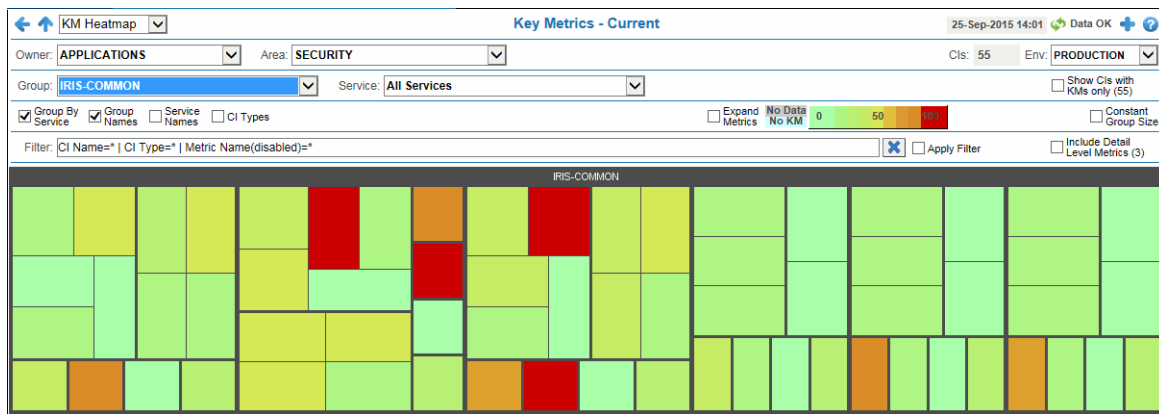 KM Heatmap Key Metrics - Current 25-Sep-2015 14:01 Data OK
Owner: APPLICATIONS Area: SECURITY CIs: 55 Env: PRODUCTION
Group: IRIS-COMMON Service: All Services Show CIs with
KMs only (55)
Group By
Service Group
Names Service
Names CI Types Expand
Metrics No Data
No KM 0 50 100 Constant
Group Size
Filter: CI Name=* | CI Type=* | Metric Name(disabled)=* Apply Filter Include Detail
Level Metrics (3)
IRIS-COMMON